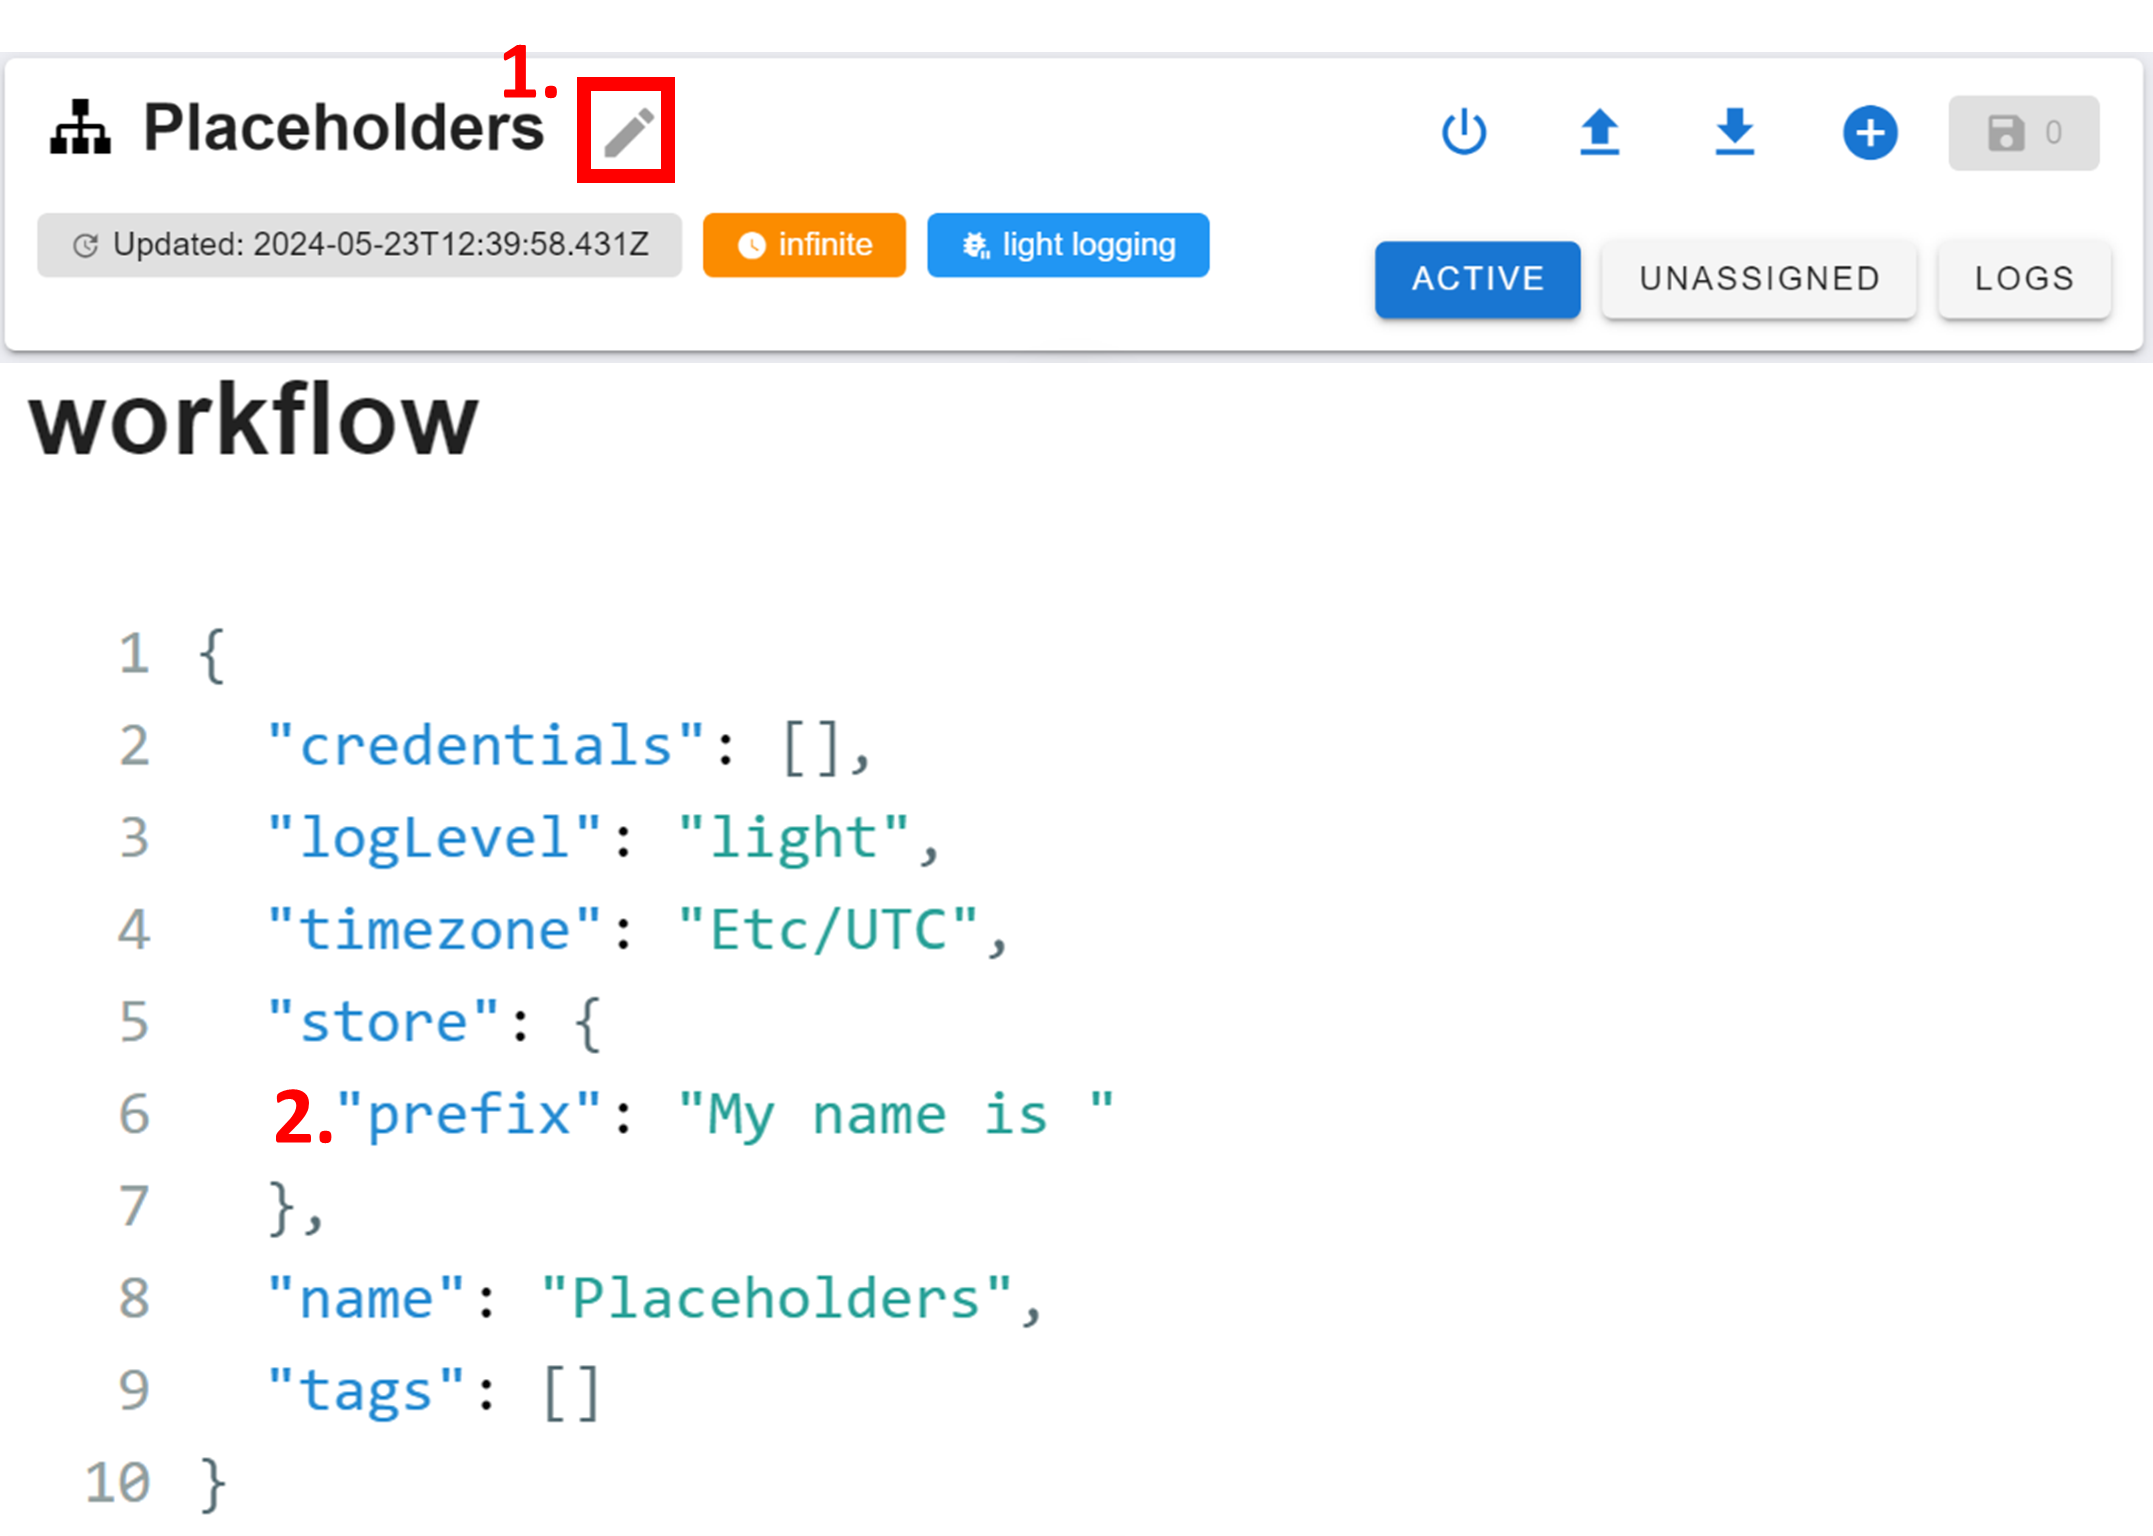 1.
Placeholders
0
Updated: 2024-05-23T12:39:58.431Z infinite light logging
ACTIVE UNASSIGNED LOGS
workflow
1 {
2 "credentials": [],
3 "logLevel": "light",
4 "timezone": "Etc/UTC",
5 "store": {
6 2. "prefix": "My name is "
7 },
8 "name": "Placeholders",
9 "tags": []
10 }